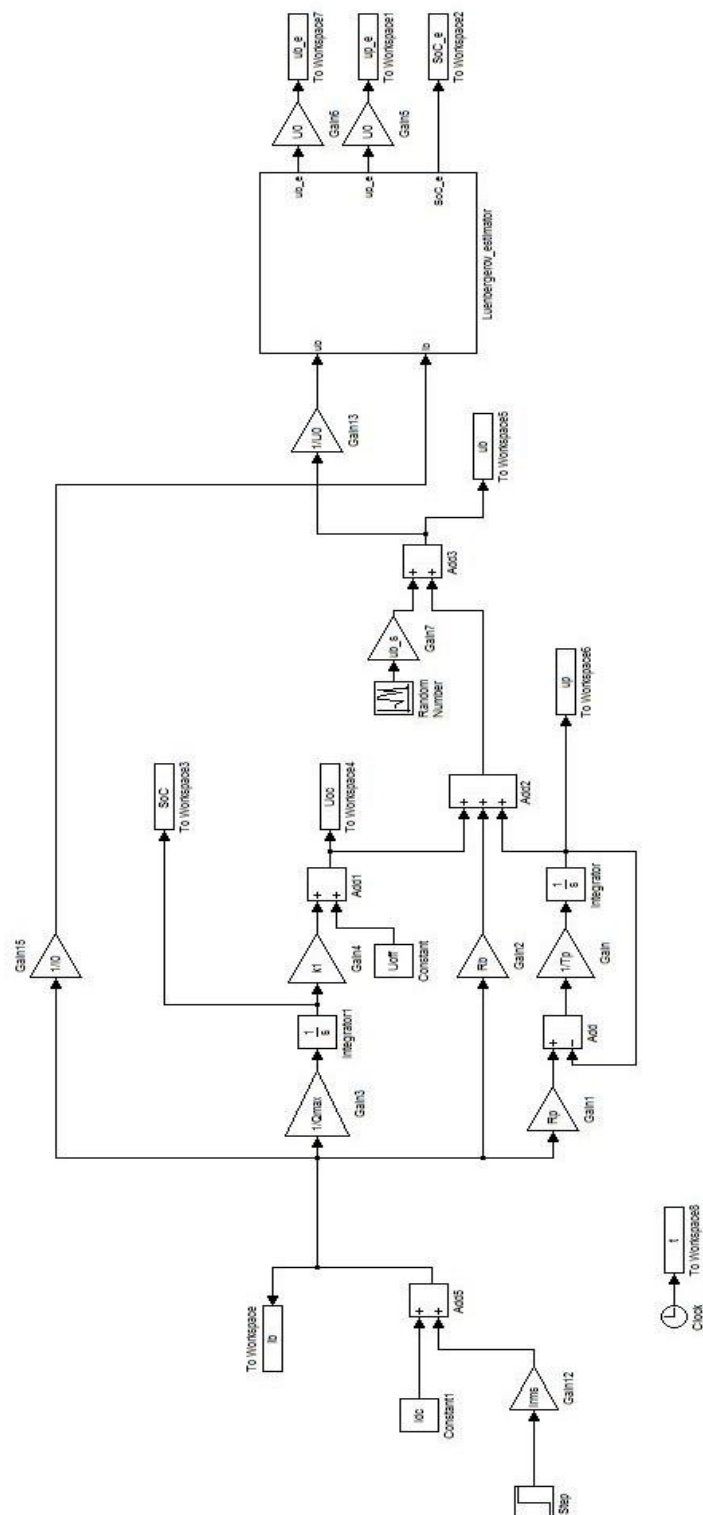 Step
Irms
Gain12
Idc
Constant1
+
+
Add5
Ib
To Workspace
Clock
t
To Workspace8
1/I0
Gain15
1/Qmax
Gain3
1
s
Integrator1
SoC
To Workspace3
k1
Gain4
Uoff
Constant
+
+
Add1
Uoc
To Workspace4
Rb
Gain2
Rp
Gain1
+
−
Add
1/Tp
Gain
1
s
Integrator
up
To Workspace6
+
+
+
Add2
Random
Number
ub_s
Gain7
+
+
Add3
ub
To Workspace5
1/U0
Gain13
ub
ib
ub_e
up_e
SoC_e
Luenbergerov_estimator
U0
Gain6
ub_e
To Workspace7
U0
Gain5
up_e
To Workspace1
SoC_e
To Workspace2